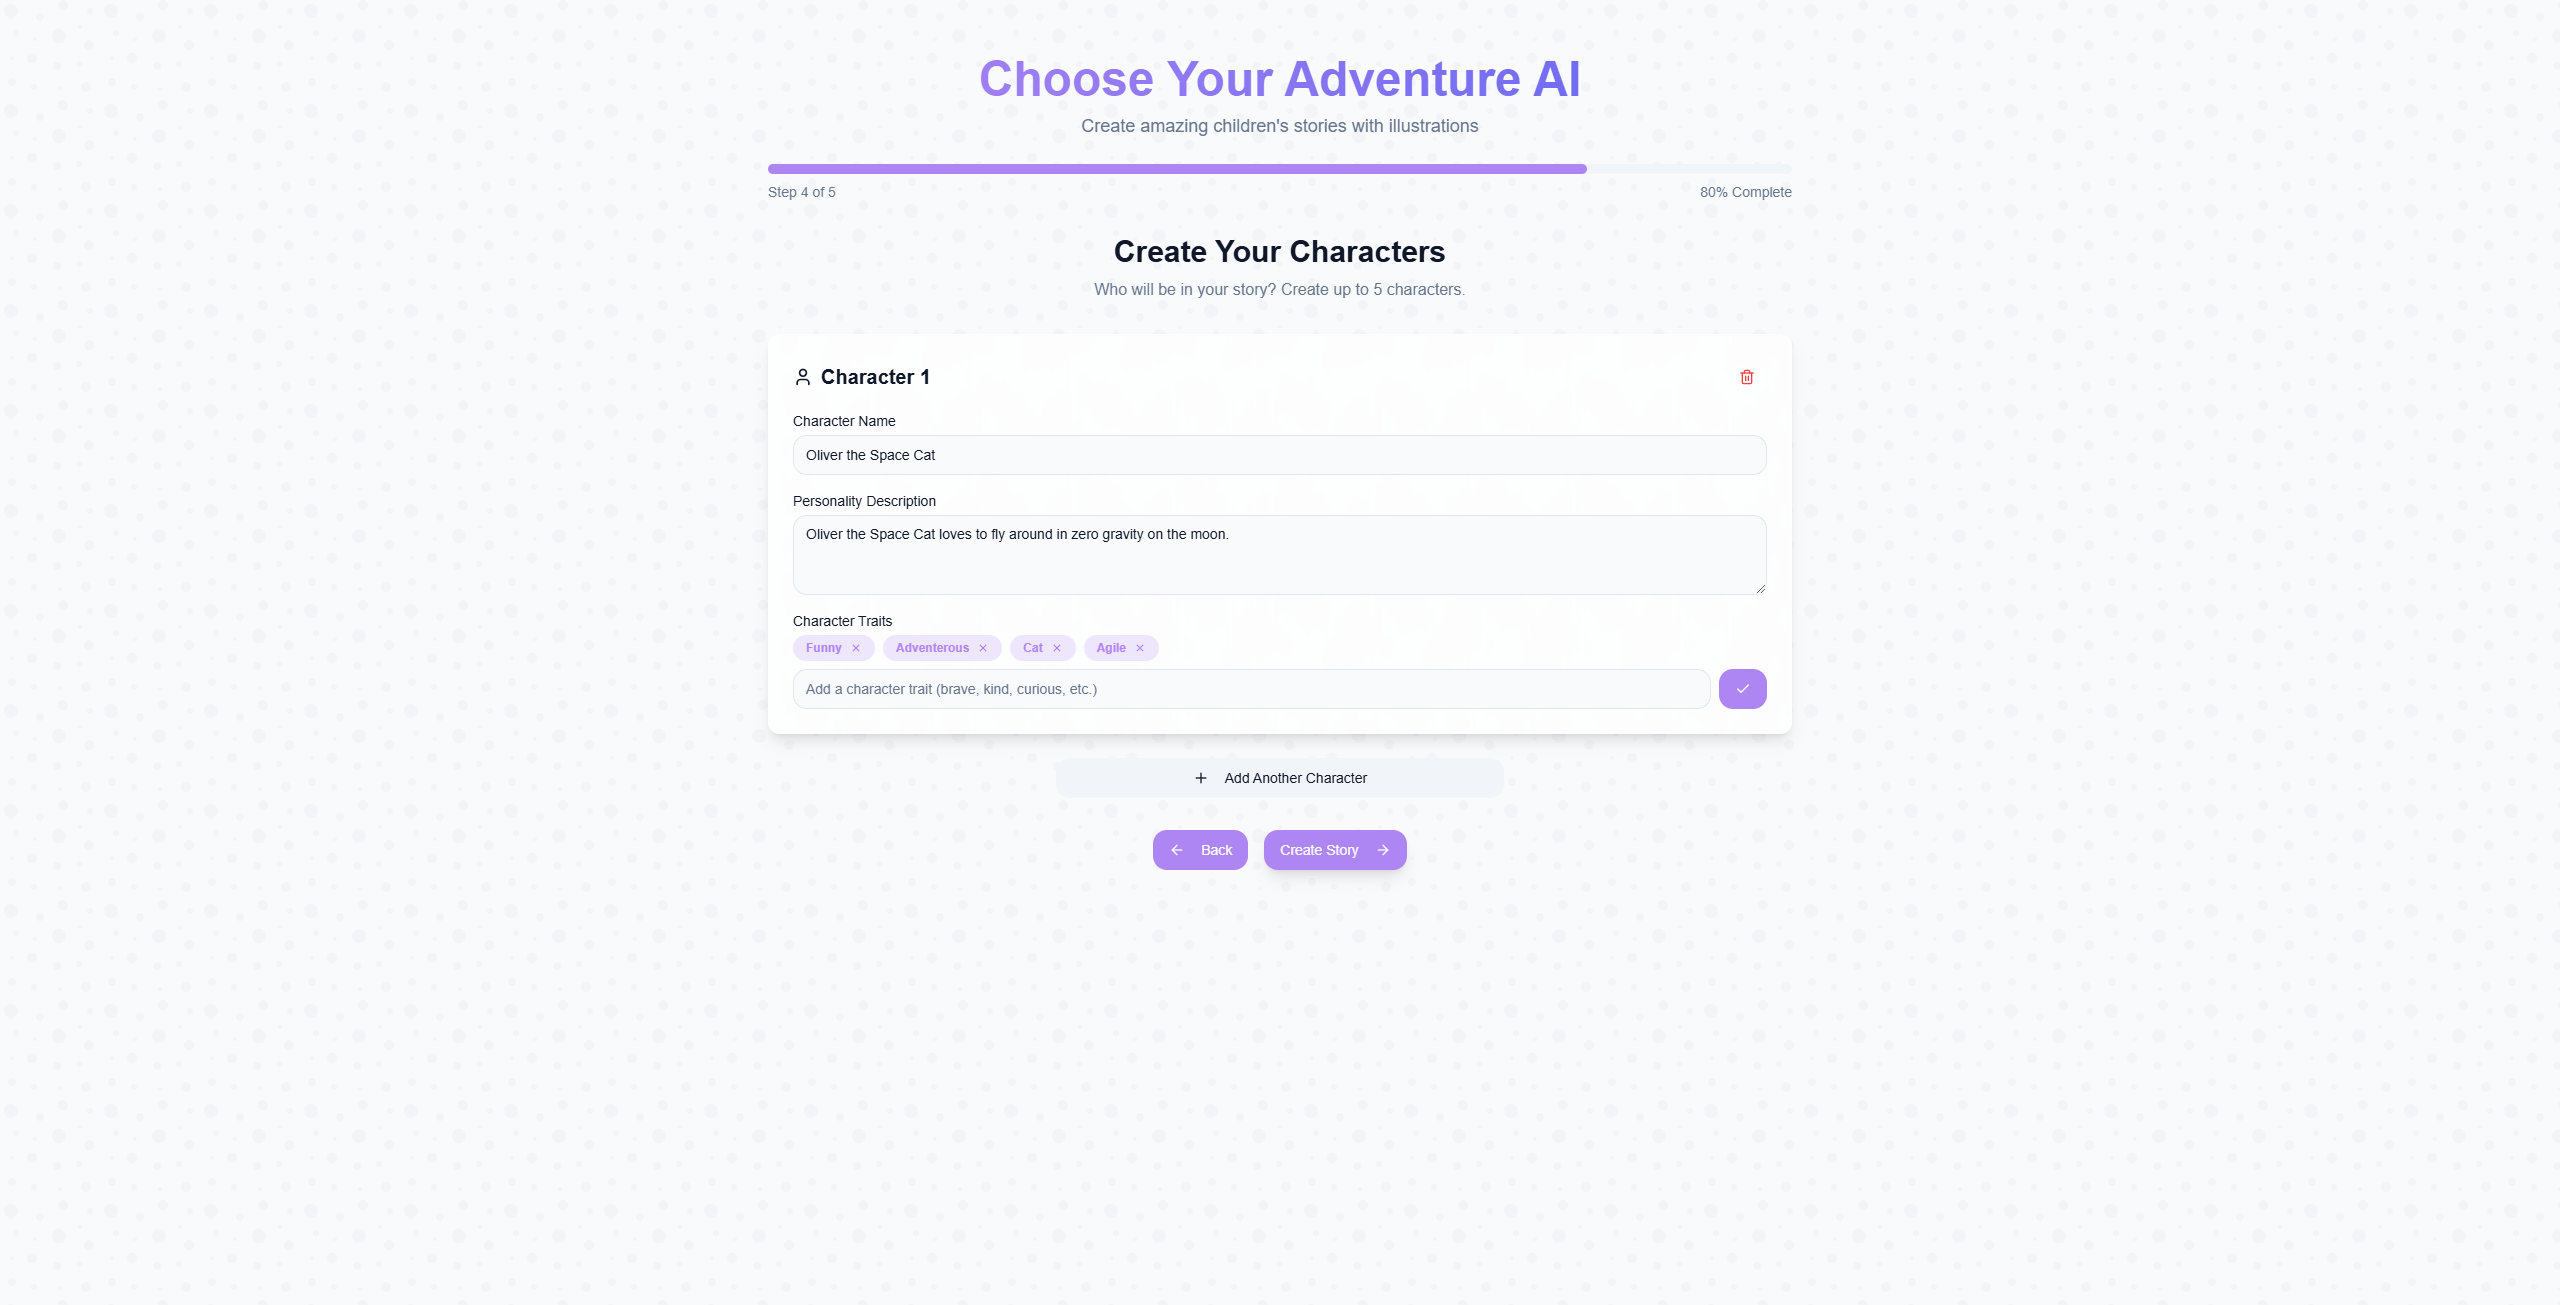 Choose Your Adventure AI
Create amazing children's stories with illustrations
Step 4 of 5
80% Complete
Create Your Characters
Who will be in your story? Create up to 5 characters.
Character 1
Character Name
Oliver the Space Cat
Personality Description
Oliver the Space Cat loves to fly around in zero gravity on the moon.
Character Traits
Funny Adventerous Cat Agile
Add a character trait (brave, kind, curious, etc.)
Add Another Character
Back Create Story